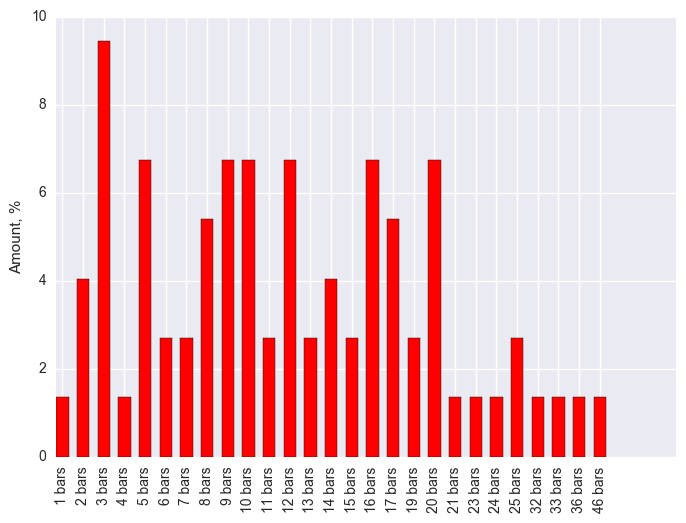 10
8
6
4
2
0
Amount, %
1 bars
2 bars
3 bars
4 bars
5 bars
6 bars
7 bars
8 bars
9 bars
10 bars
11 bars
12 bars
13 bars
14 bars
15 bars
16 bars
17 bars
19 bars
20 bars
21 bars
23 bars
24 bars
25 bars
32 bars
33 bars
36 bars
46 bars